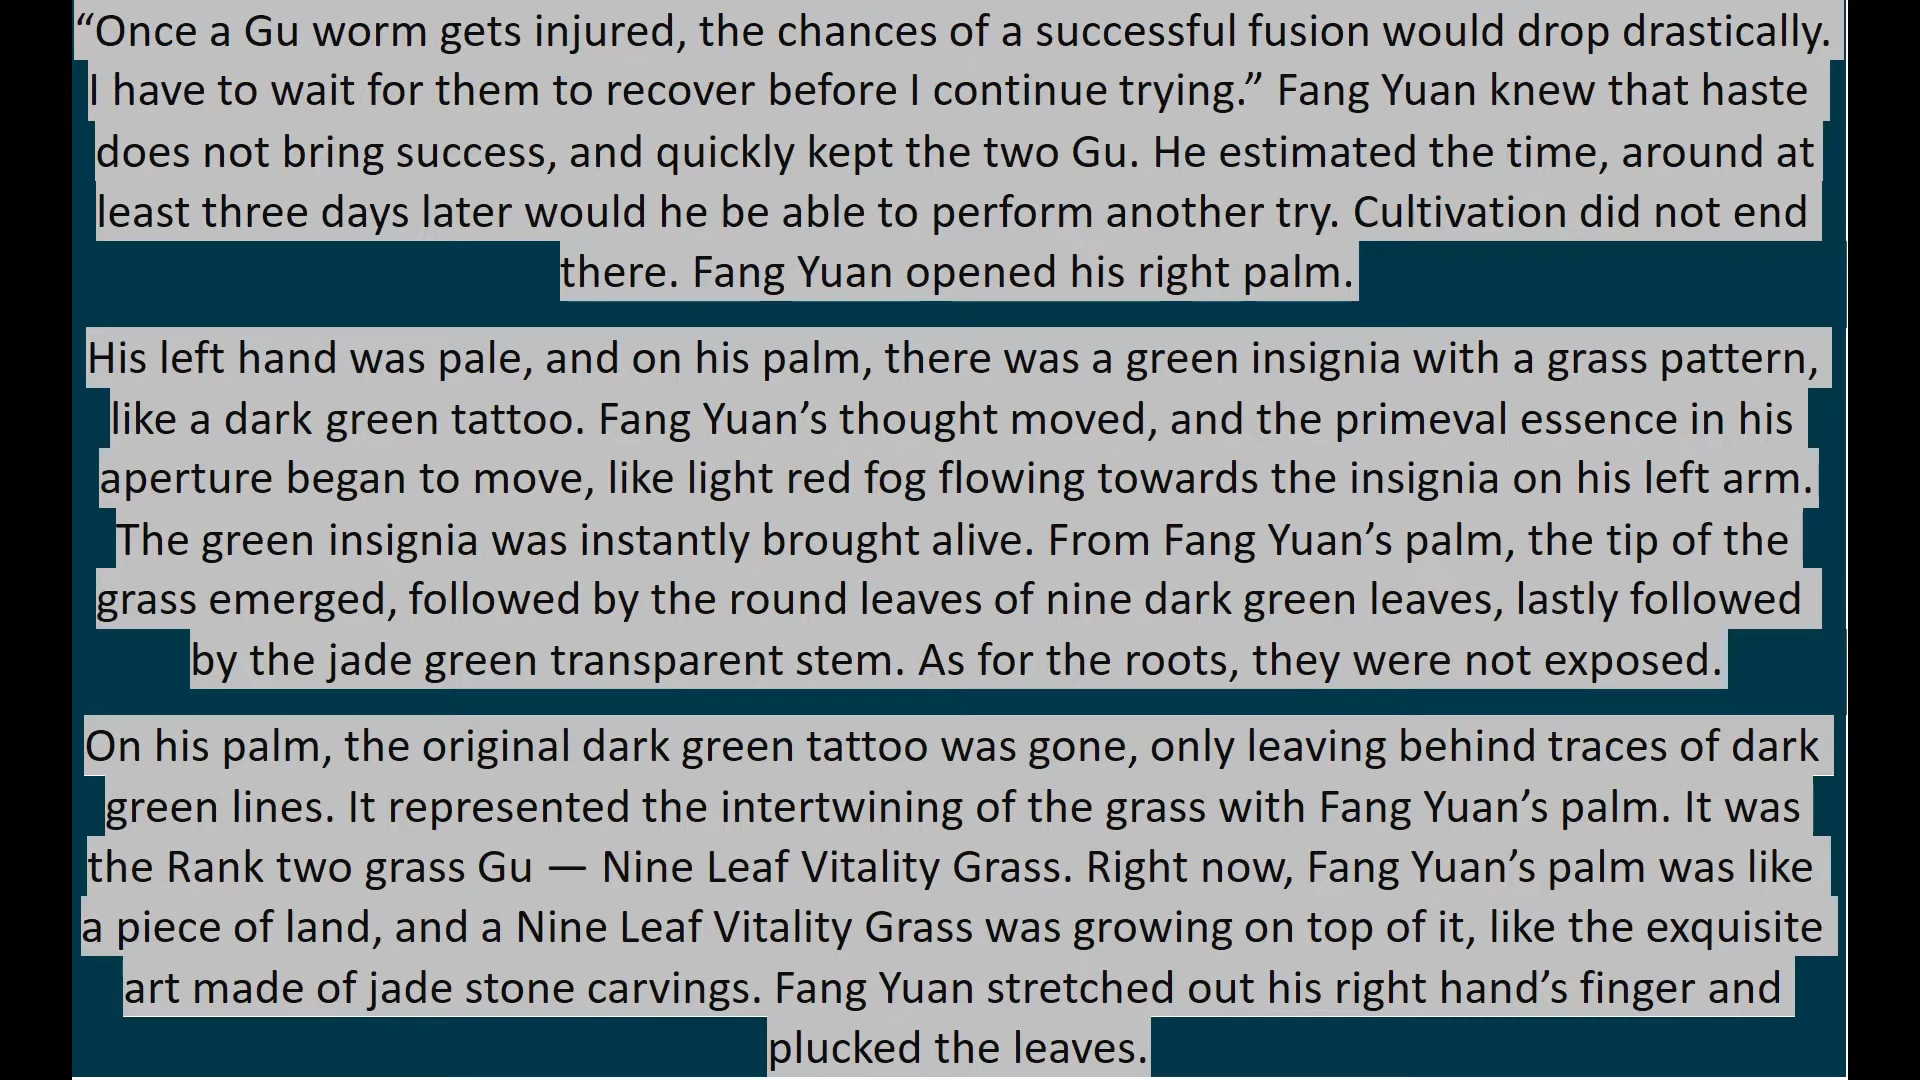 “Once a Gu worm gets injured, the chances of a successful fusion would drop drastically.
I have to wait for them to recover before I continue trying.” Fang Yuan knew that haste
does not bring success, and quickly kept the two Gu. He estimated the time, around at
least three days later would he be able to perform another try. Cultivation did not end
there. Fang Yuan opened his right palm.
His left hand was pale, and on his palm, there was a green insignia with a grass pattern,
like a dark green tattoo. Fang Yuan’s thought moved, and the primeval essence in his
aperture began to move, like light red fog flowing towards the insignia on his left arm.
The green insignia was instantly brought alive. From Fang Yuan’s palm, the tip of the
grass emerged, followed by the round leaves of nine dark green leaves, lastly followed
by the jade green transparent stem. As for the roots, they were not exposed.
On his palm, the original dark green tattoo was gone, only leaving behind traces of dark
green lines. It represented the intertwining of the grass with Fang Yuan’s palm. It was
the Rank two grass Gu — Nine Leaf Vitality Grass. Right now, Fang Yuan’s palm was like
a piece of land, and a Nine Leaf Vitality Grass was growing on top of it, like the exquisite
art made of jade stone carvings. Fang Yuan stretched out his right hand’s finger and
plucked the leaves.